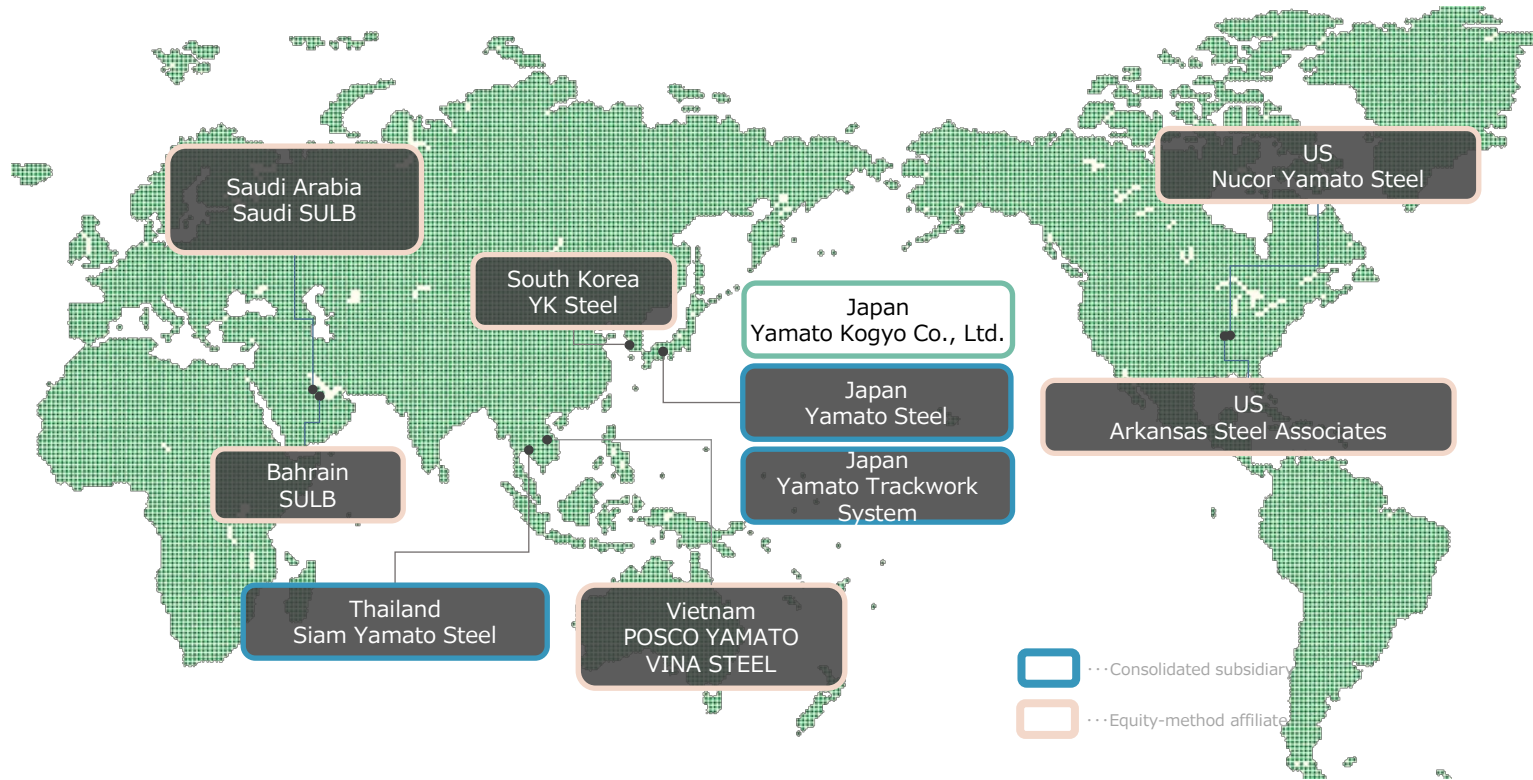 US
Nucor Yamato Steel
Saudi Arabia
Saudi SULB
South Korea
YK Steel
Japan
Yamato Kogyo Co., Ltd.
Japan
Yamato Steel
US
Arkansas Steel Associates
Bahrain
SULB
Japan
Yamato Trackwork
System
Thailand
Siam Yamato Steel
Vietnam
POSCO YAMATO
VINA STEEL
···Consolidated subsidiary
···Equity-method affiliate